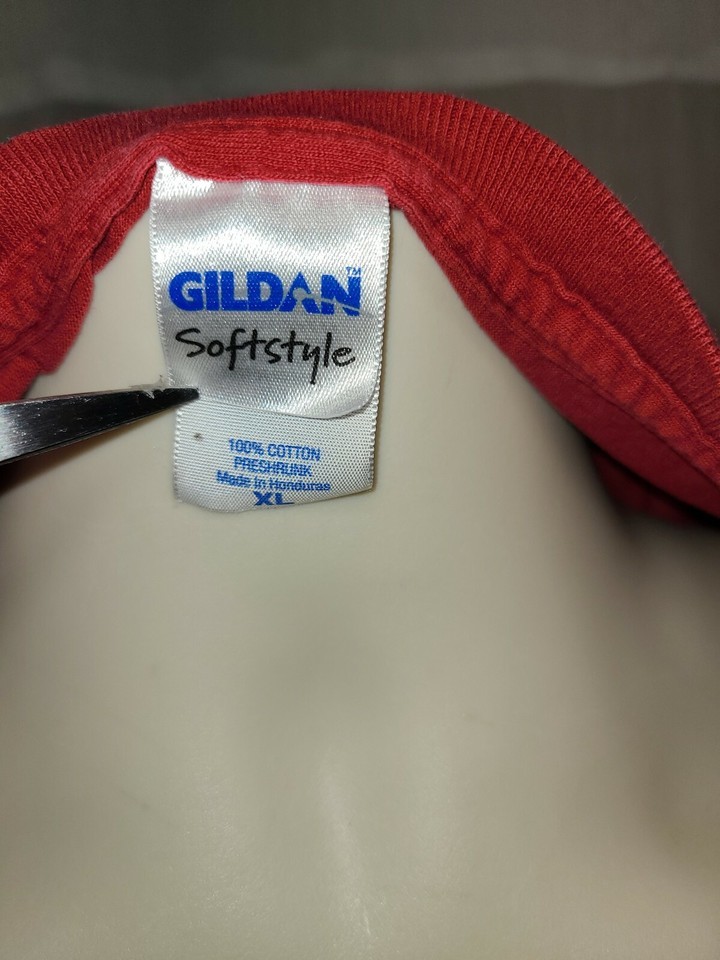 GILDAN™
Softstyle
100% COTTON
PRESHRUNK
Made in Honduras
XL